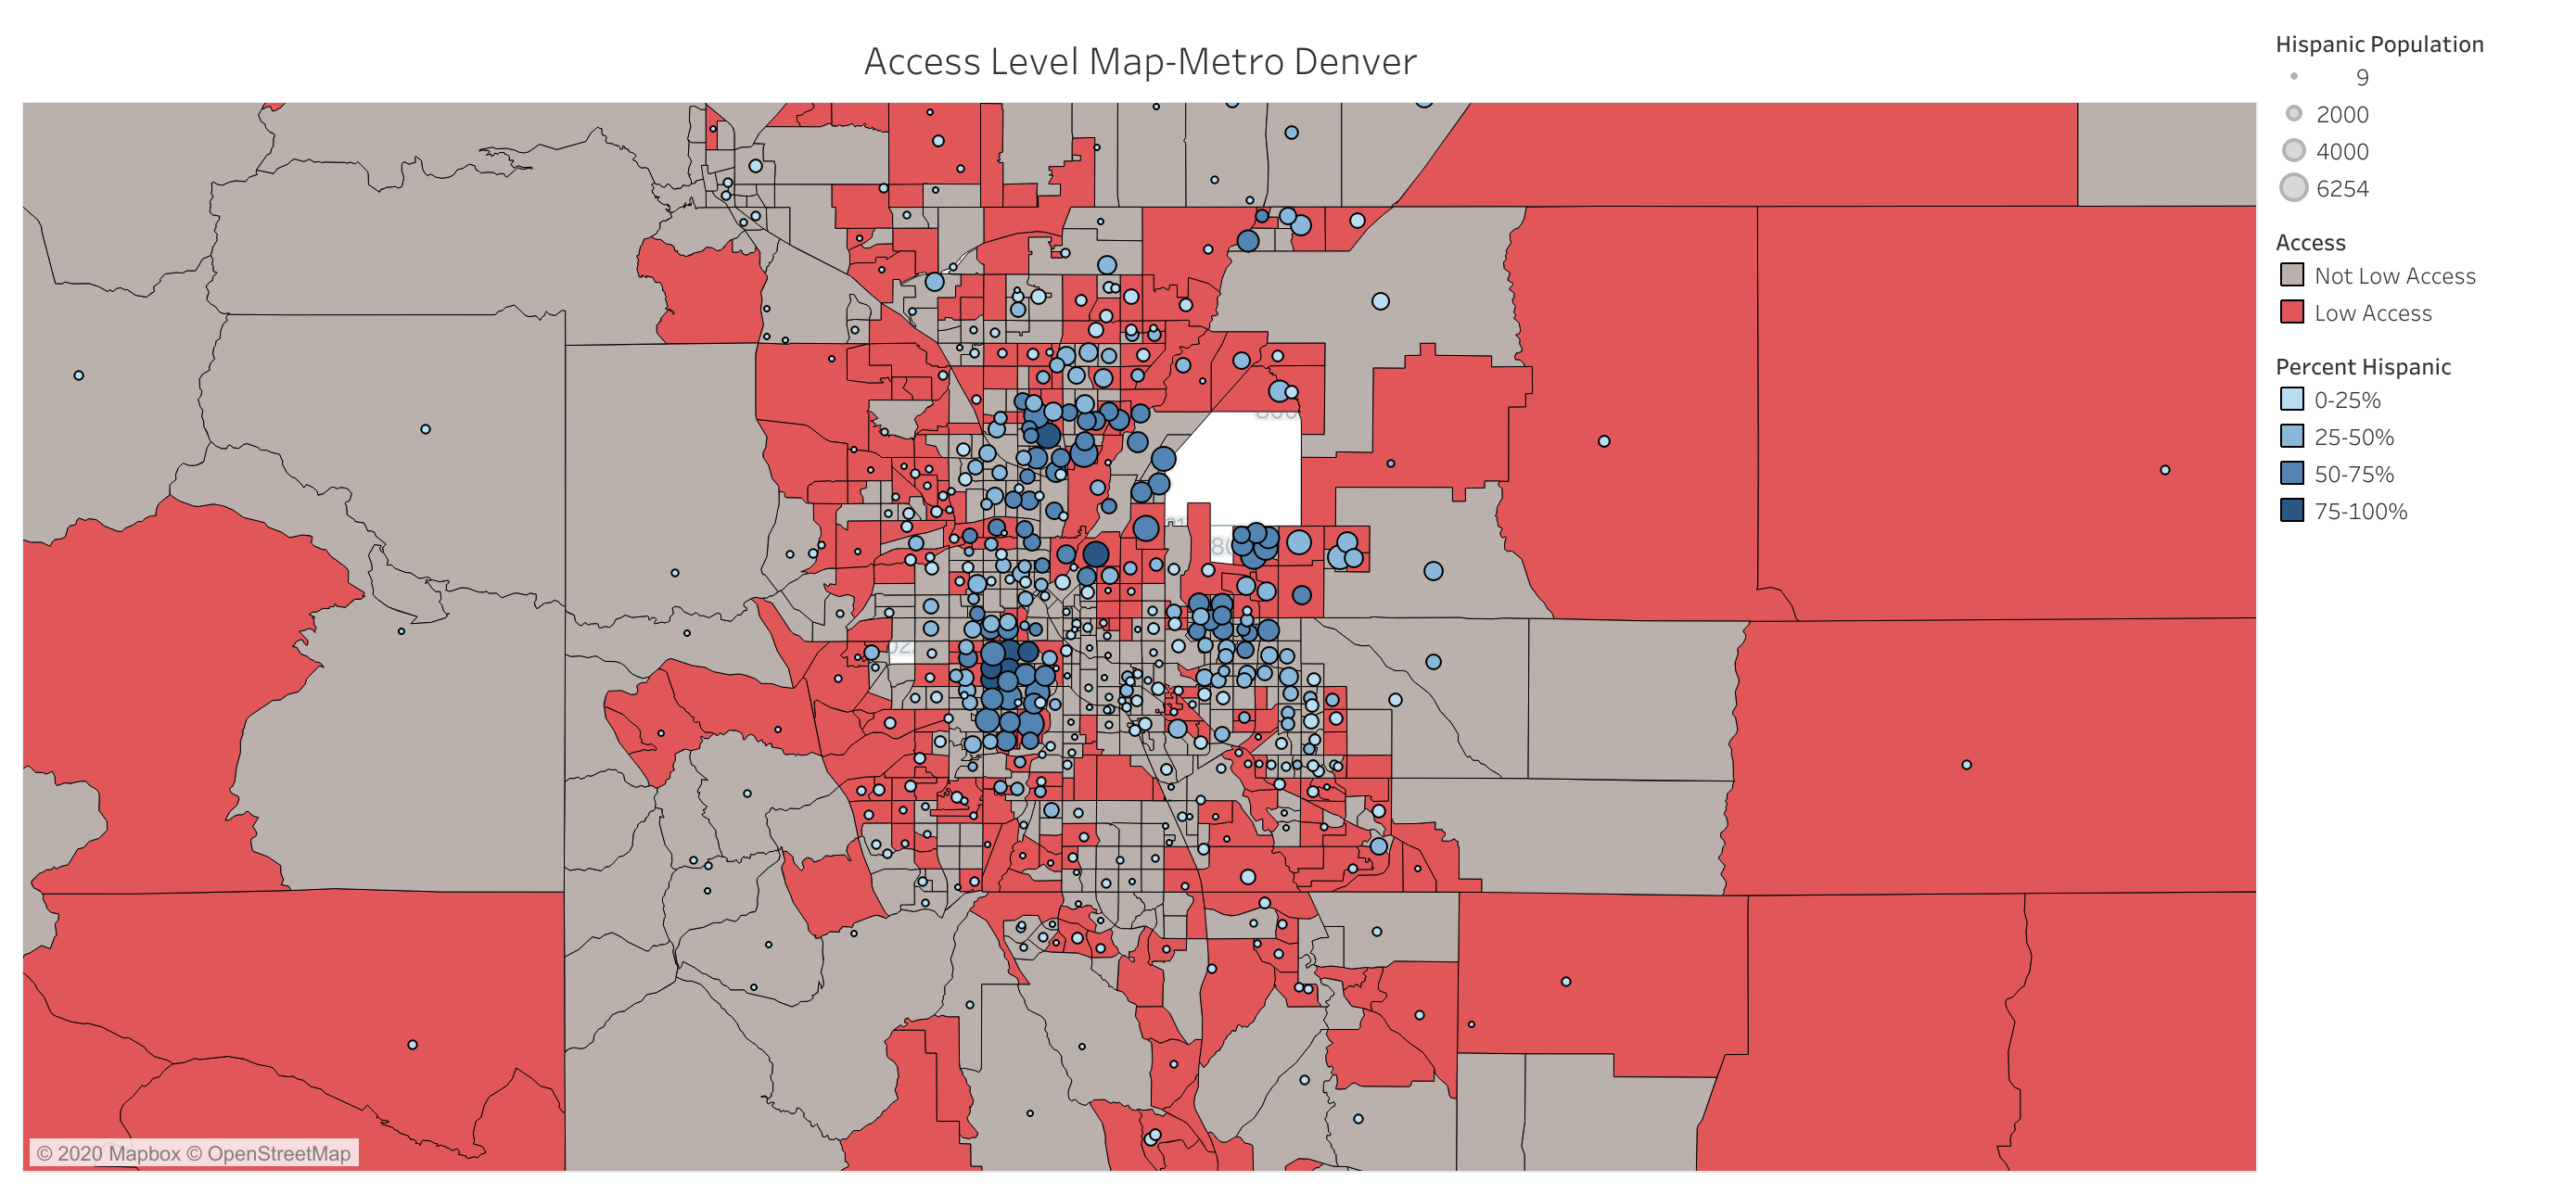 Access Level Map-Metro Denver
Hispanic Population
9
2000
4000
6254
Access
Not Low Access
Low Access
Percent Hispanic
0-25%
25-50%
50-75%
75-100%
© 2020 Mapbox © OpenStreetMap